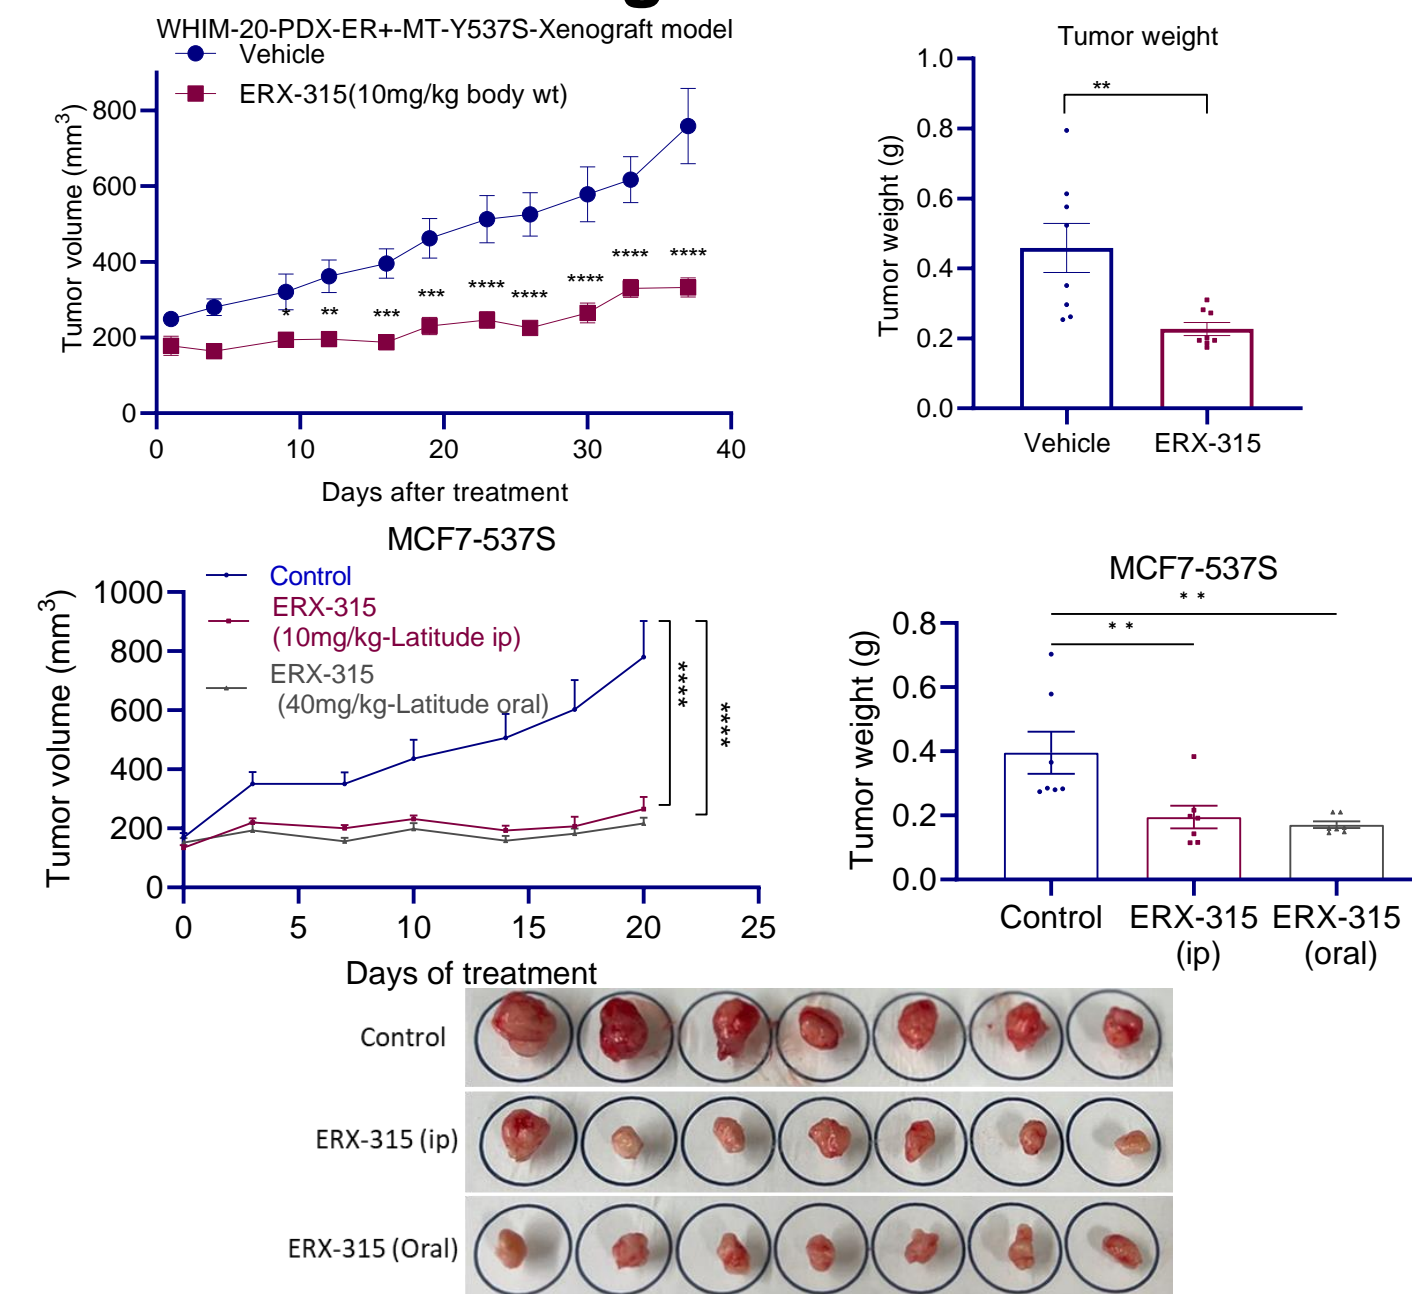 g
WHIM-20-PDX-ER+-MT-Y537S-Xenograft model
Vehicle
ERX-315(10mg/kg body wt)
Tumor volume (mm3)
800
600
400
200
0
* ** *** *** **** **** **** **** ****
0 10 20 30 40
Days after treatment
Tumor weight
**
Tumor weight (g)
1.0
0.8
0.6
0.4
0.2
0.0
Vehicle ERX-315
MCF7-537S
Control
ERX-315
(10mg/kg-Latitude ip)
ERX-315
(40mg/kg-Latitude oral)
Tumor volume (mm3)
1000
800
600
400
200
0
****
****
0 5 10 15 20 25
Days of treatment
MCF7-537S
* *
* *
Tumor weight (g)
0.8
0.6
0.4
0.2
0.0
Control ERX-315 ERX-315
(ip) (oral)
Control
ERX-315 (ip)
ERX-315 (Oral)